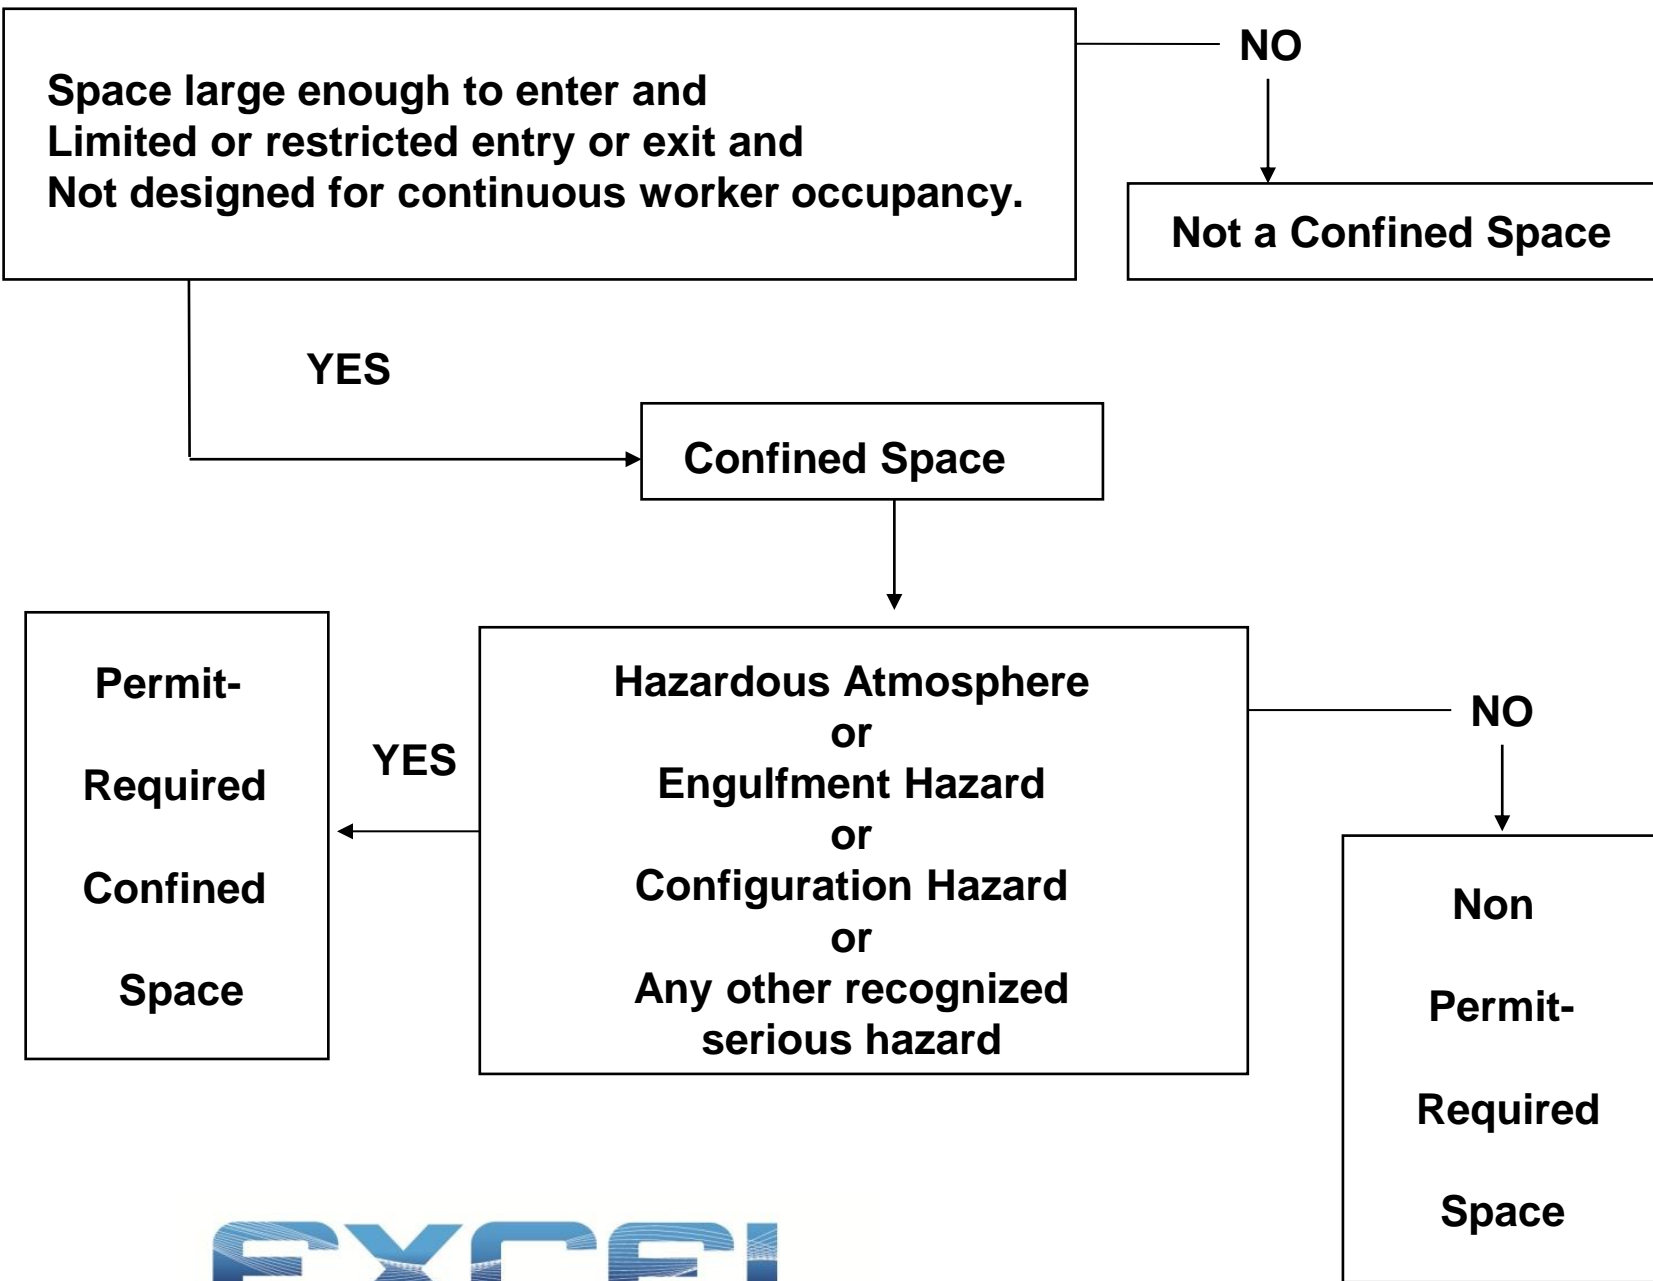 Space large enough to enter and
Limited or restricted entry or exit and
Not designed for continuous worker occupancy.
NO
Not a Confined Space
YES
Confined Space
Permit-
Required
Confined
Space
YES
Hazardous Atmosphere
or
Engulfment Hazard
or
Configuration Hazard
or
Any other recognized
serious hazard
NO
Non
Permit-
Required
Space
EXCEL